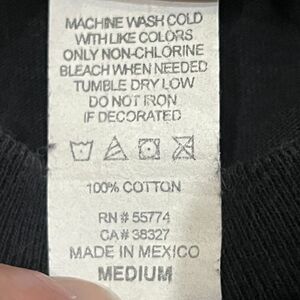 MACHINE WASH COLD
WITH LIKE COLORS
ONLY NON-CHLORINE
BLEACH WHEN NEEDED
TUMBLE DRY LOW
DO NOT IRON
IF DECORATED
100% COTTON
RN # 55774
CA # 38327
MADE IN MEXICO
MEDIUM